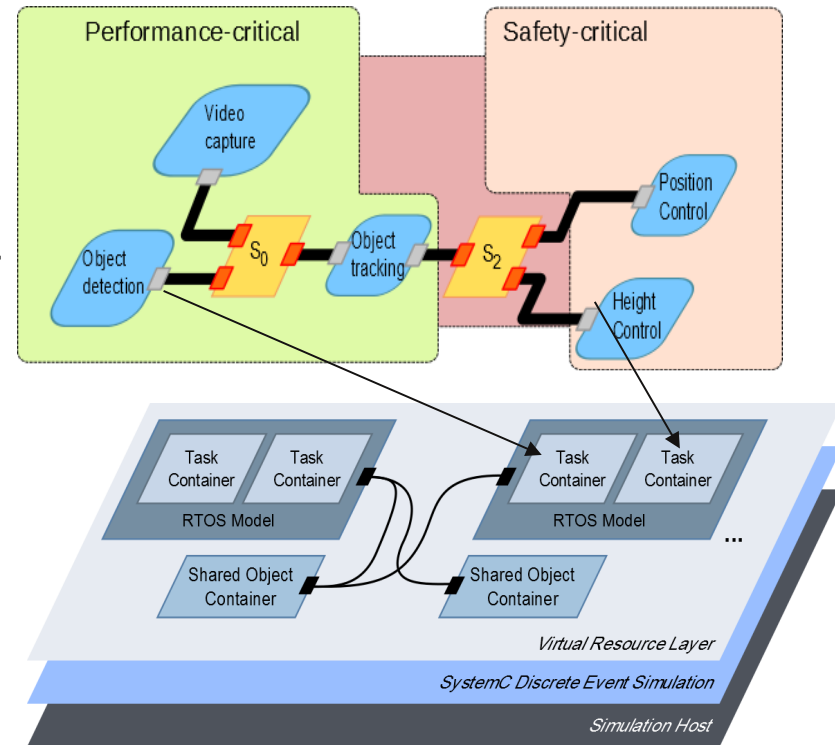 Performance-critical
Safety-critical
Video
capture
Position
Control
Object
detection
S0
Object
tracking
S2
Height
Control
Task
Container
Task
Container
RTOS Model
Task
Container
Task
Container
RTOS Model
...
Shared Object
Container
Shared Object
Container
Virtual Resource Layer
SystemC Discrete Event Simulation
Simulation Host